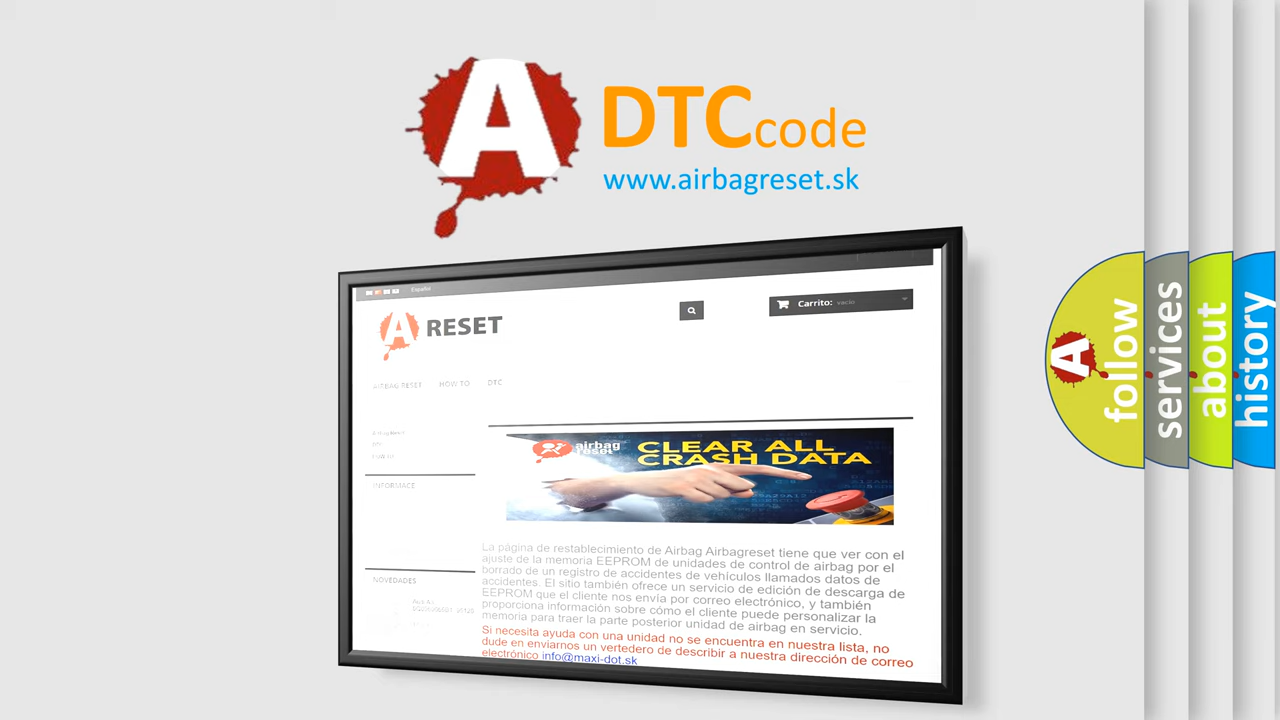 A
DTCcode
www.airbagreset.sk
Español
A RESET
Carrito: vacío
AIRBAG RESET HOW TO DTC
INFORMACE
airbag
reset
CLEAR ALL
CRASH DATA
La página de restablecimiento de Airbag Airbagreset tiene que ver con el
ajuste de la memoria EEPROM de unidades de control de airbag por el
borrado de un registro de accidentes de vehículos llamados datos de
accidentes. El sitio también ofrece un servicio de edición de descarga de
EEPROM que el cliente nos envía por correo electrónico, y también
proporciona información sobre cómo el cliente puede personalizar la
memoria para traer la parte posterior unidad de airbag en servicio.
Si necesita ayuda con una unidad no se encuentra en nuestra lista, no
dude en enviarnos un vertedero de describir a nuestra dirección de correo
electrónico info@maxi-dot.sk
NOVEDADES
A
follow
services
about
history